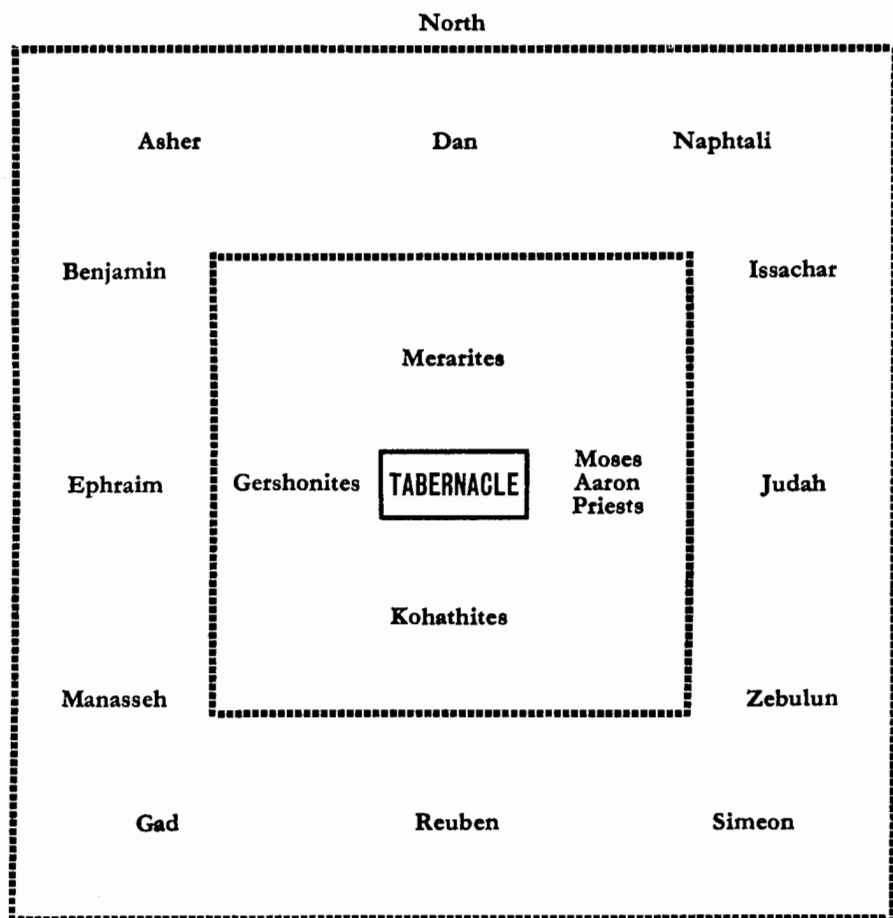 North
Asher Dan Naphtali
Benjamin Issachar
Merarites
Ephraim Gershonites TABERNACLE Moses
Aaron
Priests Judah
Kohathites
Manasseh Zebulun
Gad Reuben Simeon